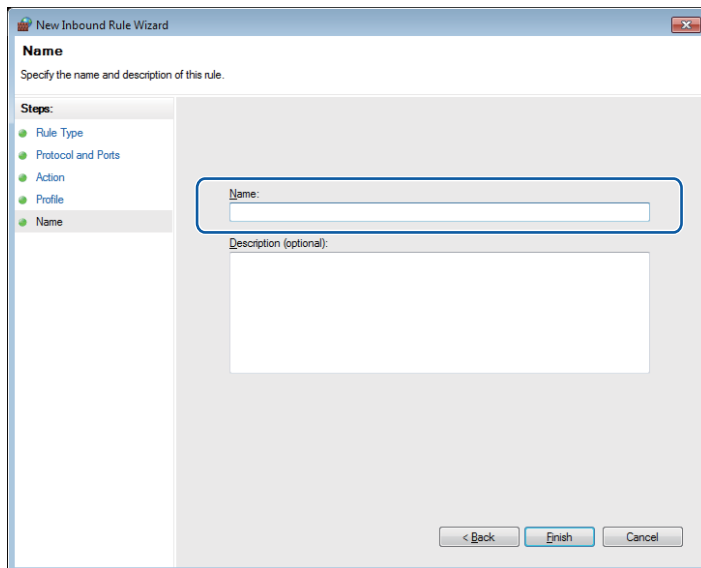 New Inbound Rule Wizard
Name
Specify the name and description of this rule.
Steps:
Rule Type
Protocol and Ports
Action
Profile
Name
Name:
Description (optional):
< Back
Finish
Cancel